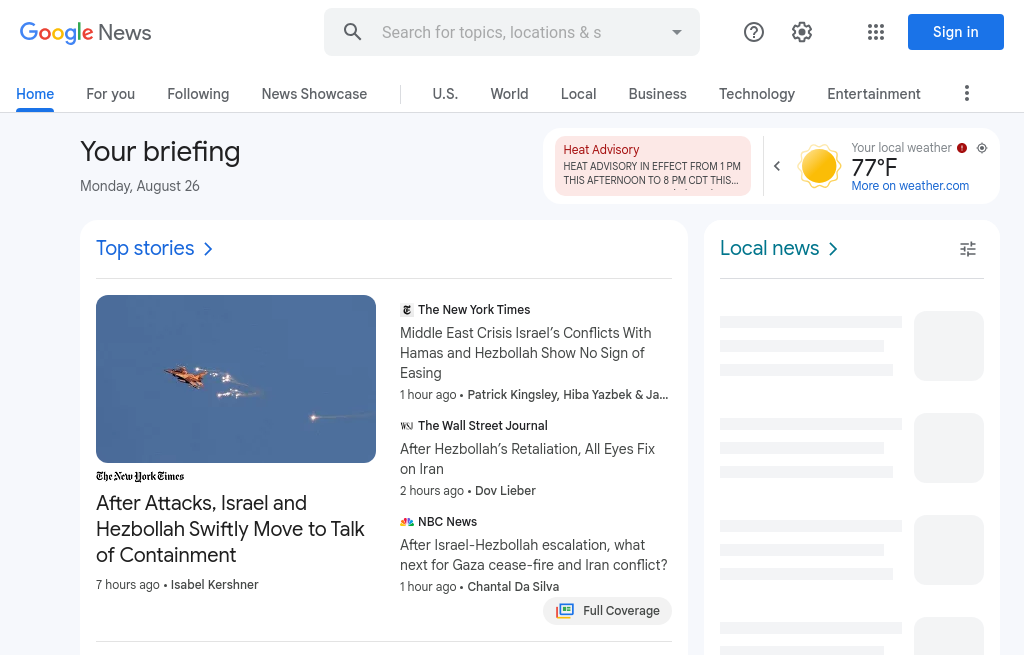 Google News
Search for topics, locations & s
Sign in
Home
For you
Following
News Showcase
U.S.
World
Local
Business
Technology
Entertainment
Your briefing
Monday, August 26
Heat Advisory
HEAT ADVISORY IN EFFECT FROM 1 PM
THIS AFTERNOON TO 8 PM CDT THIS...
Your local weather
77°F
More on weather.com
Top stories
The New York Times
After Attacks, Israel and
Hezbollah Swiftly Move to Talk
of Containment
7 hours ago • Isabel Kershner
The New York Times
Middle East Crisis Israel’s Conflicts With
Hamas and Hezbollah Show No Sign of
Easing
1 hour ago • Patrick Kingsley, Hiba Yazbek & Ja...
WSJ The Wall Street Journal
After Hezbollah’s Retaliation, All Eyes Fix
on Iran
2 hours ago • Dov Lieber
NBC News
After Israel-Hezbollah escalation, what
next for Gaza cease-fire and Iran conflict?
1 hour ago • Chantal Da Silva
Full Coverage
Local news